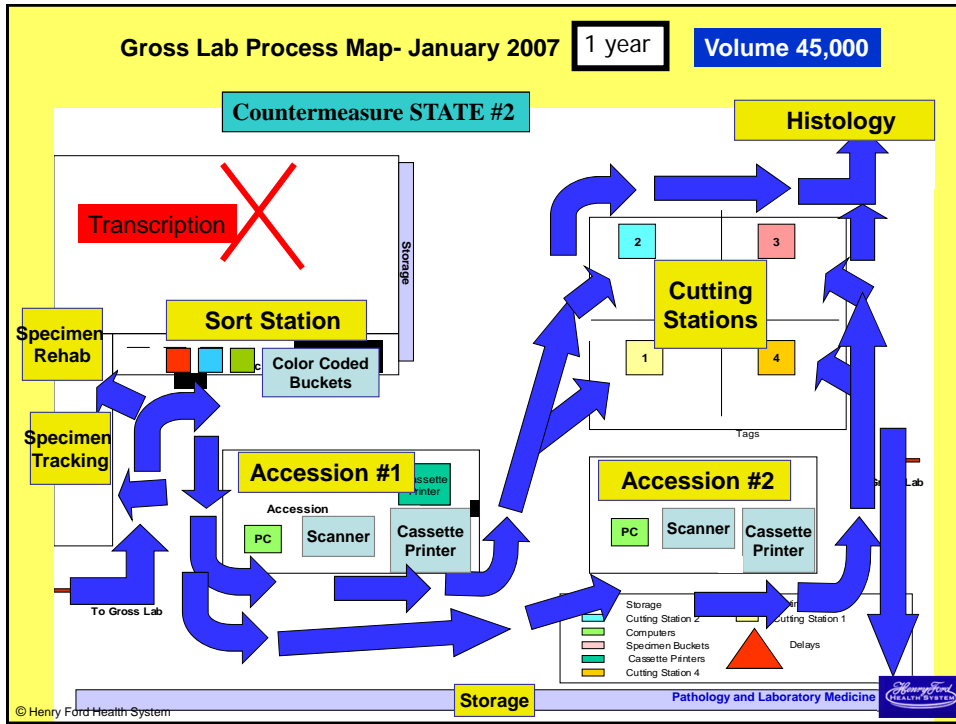 Gross Lab Process Map- January 2007
1 year
Volume 45,000
Countermeasure STATE #2
Histology
Transcription
Storage
2
3
Cutting
Stations
1
4
Tags
Specimen
Rehab
Sort Station
Color Coded
Buckets
Specimen
Tracking
Accession #1
Cassette
Printer
Accession
PC
Scanner
Cassette
Printer
Accession #2
PC
Scanner
Cassette
Printer
To Gross Lab
Storage
Cutting Station 2
Computers
Specimen Buckets
Cassette Printers
Cutting Station 4
Cutting Station 1
Delays
Storage
Pathology and Laboratory Medicine
Henry Ford
HEALTH SYSTEM
© Henry Ford Health System